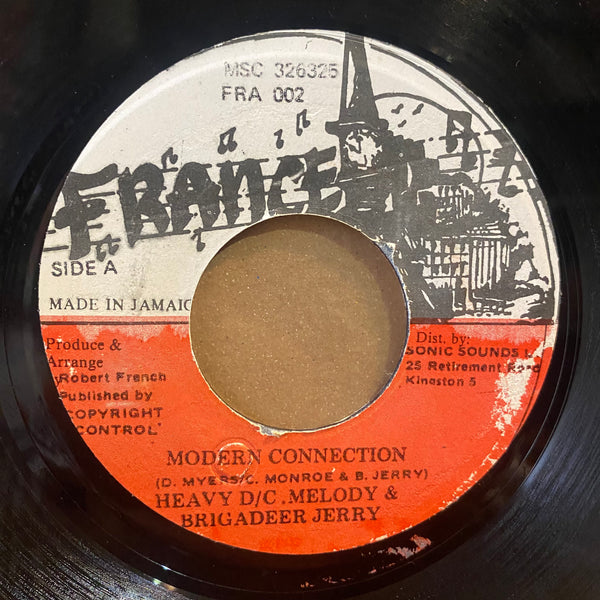 MSC 326325
FRA 002
FRANCE
SIDE A
MADE IN JAMAIC
Produce &
Arrange
Robert French
Published by
COPYRIGHT
CONTROL
Dist. by:
SONIC SOUNDS L
25 Retirement Road
Kingston 5
MODERN CONNECTION
(D. MYERS/C. MONROE & B. JERRY)
HEAVY D/C .MELODY &
BRIGADEER JERRY